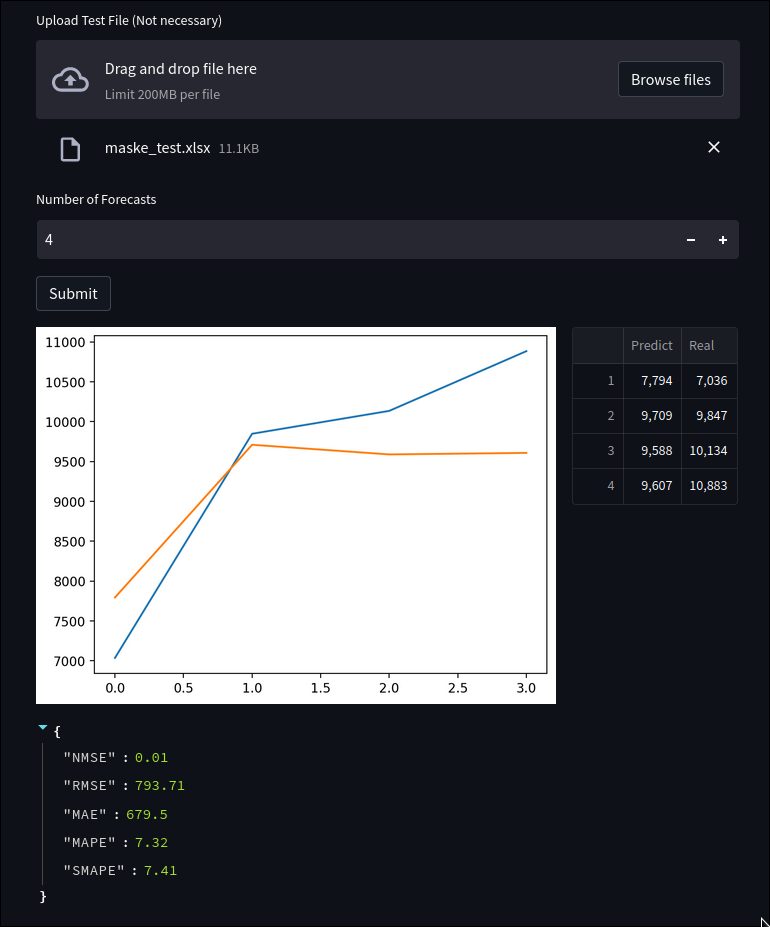 Upload Test File (Not necessary)
Drag and drop file here
Limit 200MB per file
Browse files
maske_test.xlsx 11.1KB
Number of Forecasts
4
Submit
11000
10500
10000
9500
9000
8500
8000
7500
7000
0.0 0.5 1.0 1.5 2.0 2.5 3.0
Predict Real
1 7,794 7,036
2 9,709 9,847
3 9,588 10,134
4 9,607 10,883
{
"NMSE" : 0.01
"RMSE" : 793.71
"MAE" : 679.5
"MAPE" : 7.32
"SMAPE" : 7.41
}